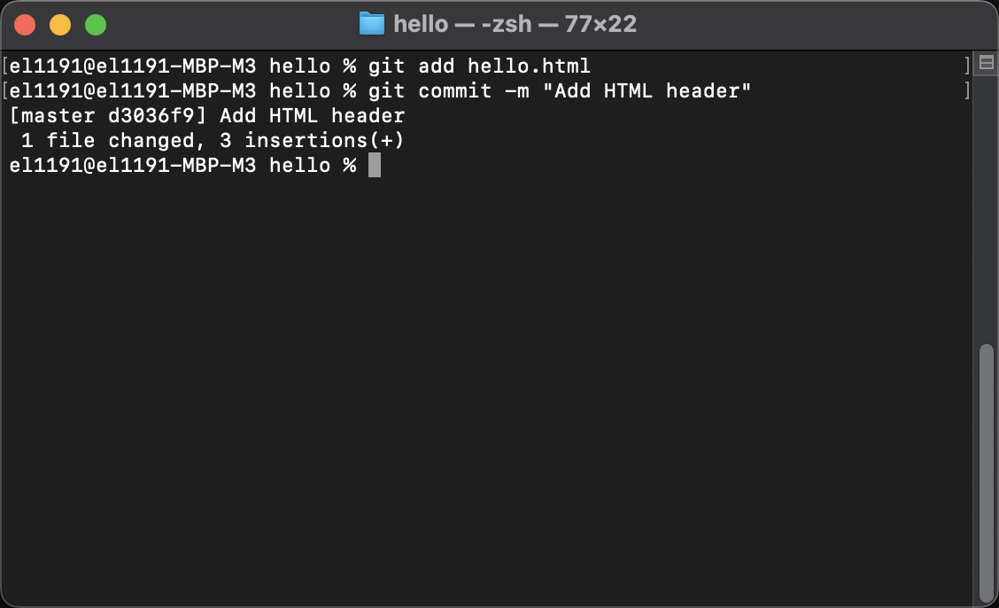 hello — -zsh — 77×22
[el1191@el1191-MBP-M3 hello % git add hello.html ]
[el1191@el1191-MBP-M3 hello % git commit -m "Add HTML header" ]
[master d3036f9] Add HTML header
 1 file changed, 3 insertions(+)
el1191@el1191-MBP-M3 hello %